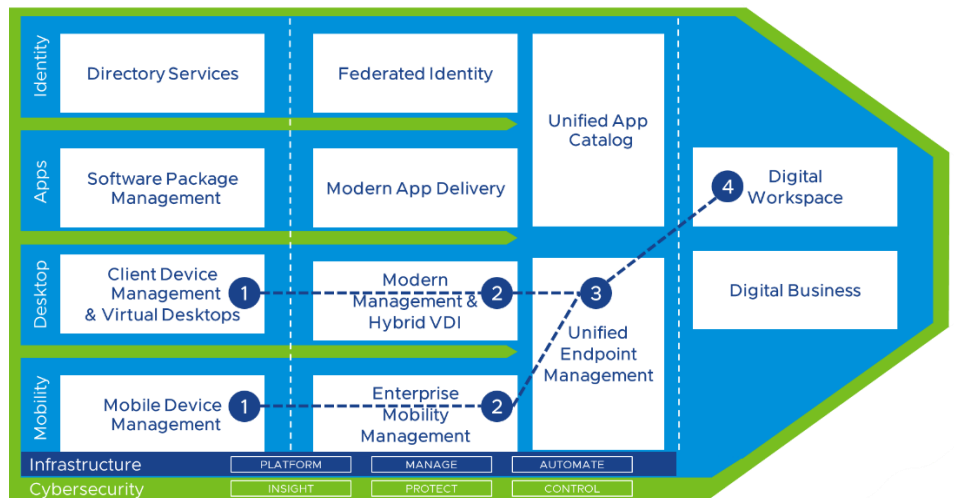 Identity
Directory Services
Federated Identity
Unified App
Catalog
Apps
Software Package
Management
Modern App Delivery
4
Digital
Workspace
Desktop
Client Device
Management
& Virtual Desktops
1
Modern
Management &
Hybrid VDI
2
3
Unified
Endpoint
Management
Digital Business
Mobility
Mobile Device
Management
1
Enterprise
Mobility
Management
2
Infrastructure
PLATFORM
MANAGE
AUTOMATE
Cybersecurity
INSIGHT
PROTECT
CONTROL